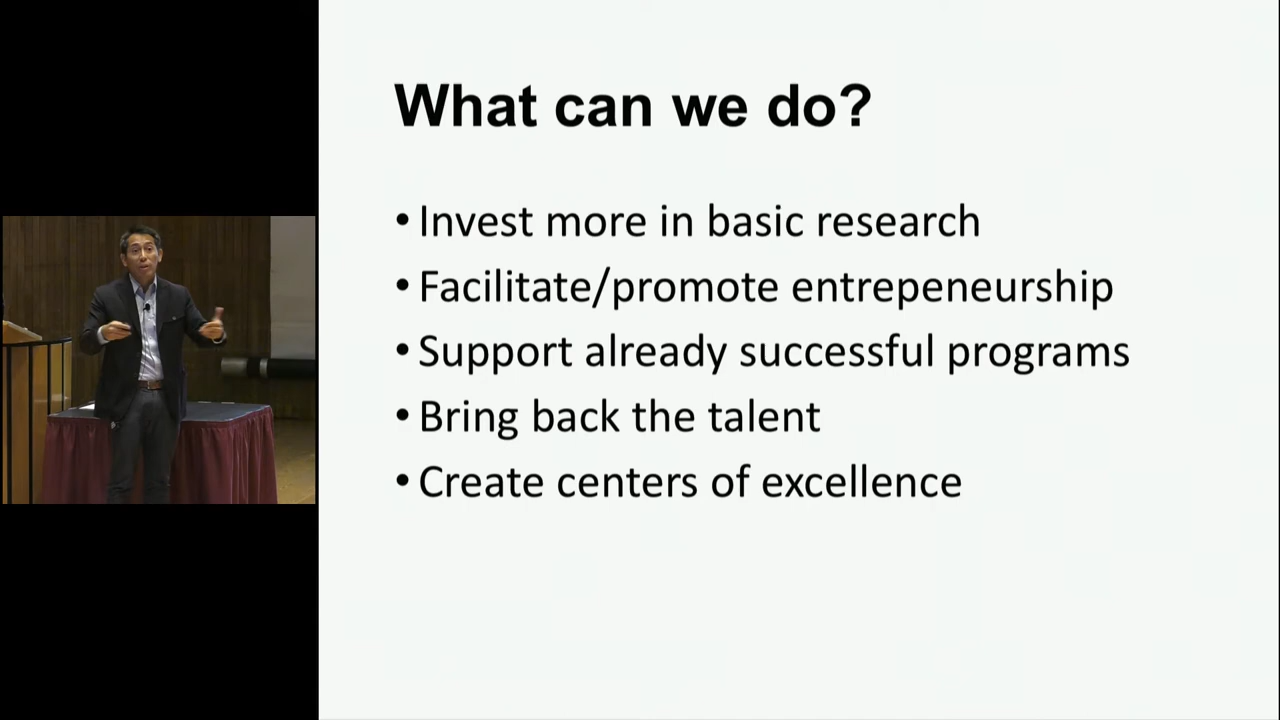 What can we do?
• Invest more in basic research
• Facilitate/promote entrepeneurship
• Support already successful programs
• Bring back the talent
• Create centers of excellence